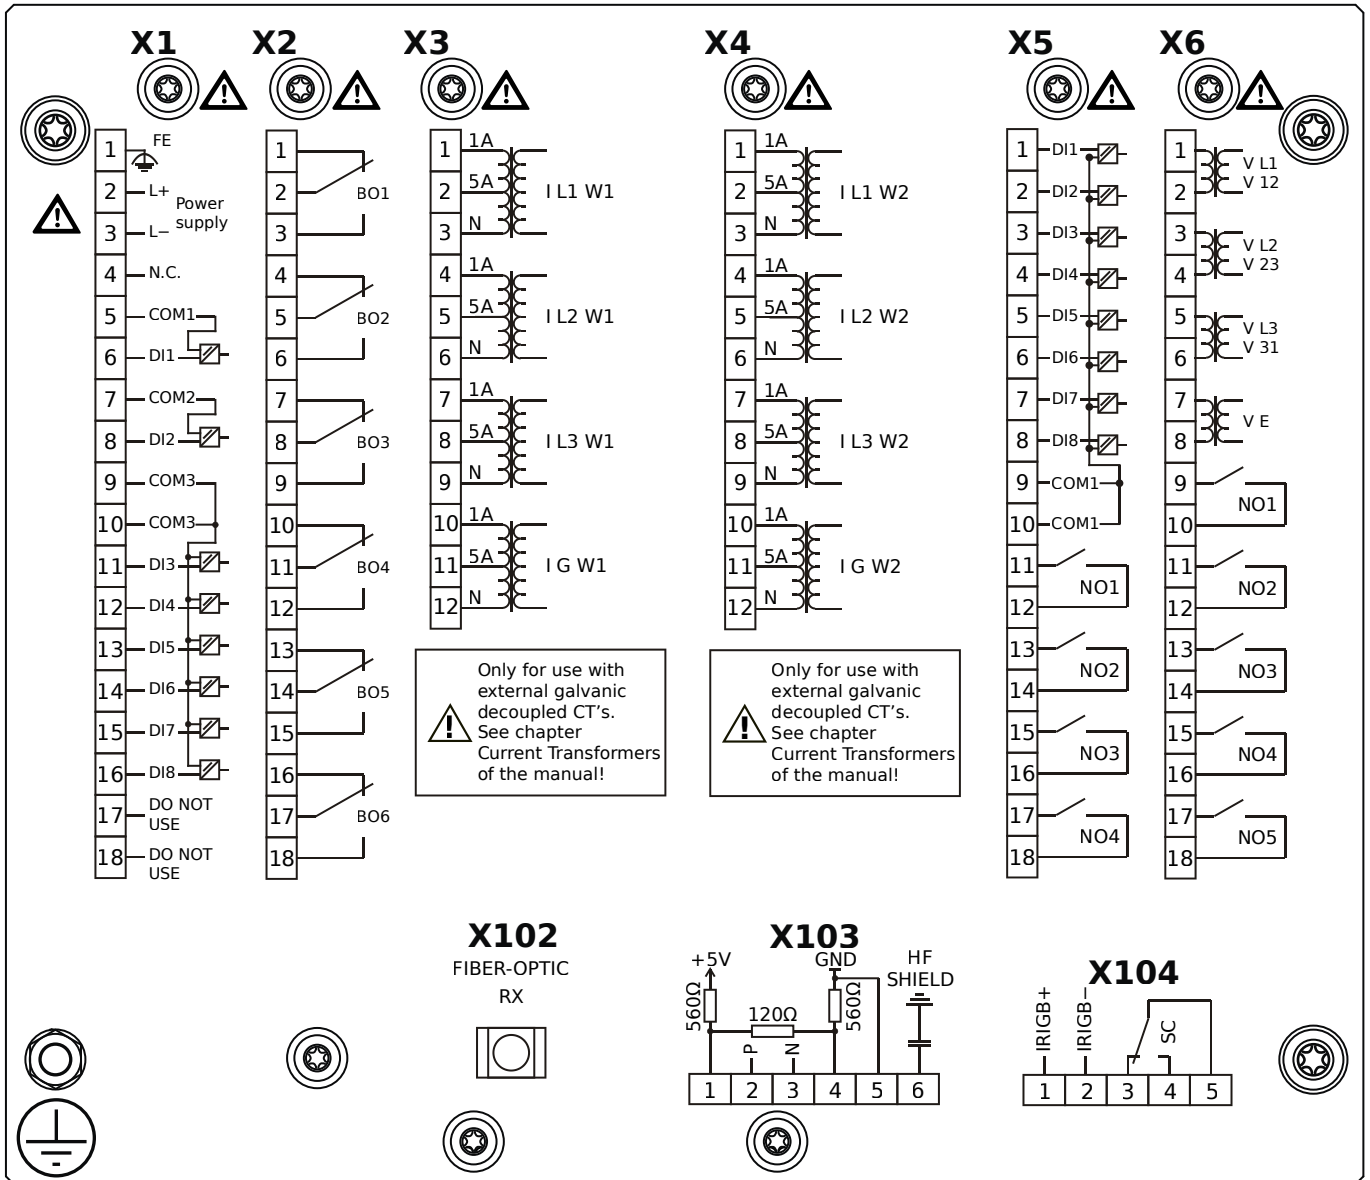 X1
X2
X3
X4
X5
X6
1 FE
2 L+
Power
supply
3 L−
4 N.C.
5 COM1
6 DI1
7 COM2
8 DI2
9 COM3
10 COM3
11 DI3
12 DI4
13 DI5
14 DI6
15 DI7
16 DI8
17 DO NOT
USE
18 DO NOT
USE
1
2 BO1
3
4
5 BO2
6
7
8 BO3
9
10
11 BO4
12
13
14 BO5
15
16
17 BO6
18
1 1A
2 5A I L1 W1
3 N
4 1A
5 5A I L2 W1
6 N
7 1A
8 5A I L3 W1
9 N
10 1A
11 5A I G W1
12 N
Only for use with
external galvanic
decoupled CT's.
See chapter
Current Transformers
of the manual!
1 1A
2 5A I L1 W2
3 N
4 1A
5 5A I L2 W2
6 N
7 1A
8 5A I L3 W2
9 N
10 1A
11 5A I G W2
12 N
Only for use with
external galvanic
decoupled CT's.
See chapter
Current Transformers
of the manual!
1 DI1
2 DI2
3 DI3
4 DI4
5 DI5
6 DI6
7 DI7
8 DI8
9 COM1
10 COM1
11
NO1
12
13
NO2
14
15
NO3
16
17
NO4
18
1 V L1
2 V 12
3 V L2
4 V 23
5 V L3
6 V 31
7
V E
8
9
NO1
10
11
NO2
12
13
NO3
14
15
NO4
16
17
NO5
18
X102
FIBER-OPTIC
RX
X103
+5V GND HF
SHIELD
560Ω 120Ω 560Ω
P N
1 2 3 4 5 6
X104
IRIGB+ IRIGB− SC
1 2 3 4 5